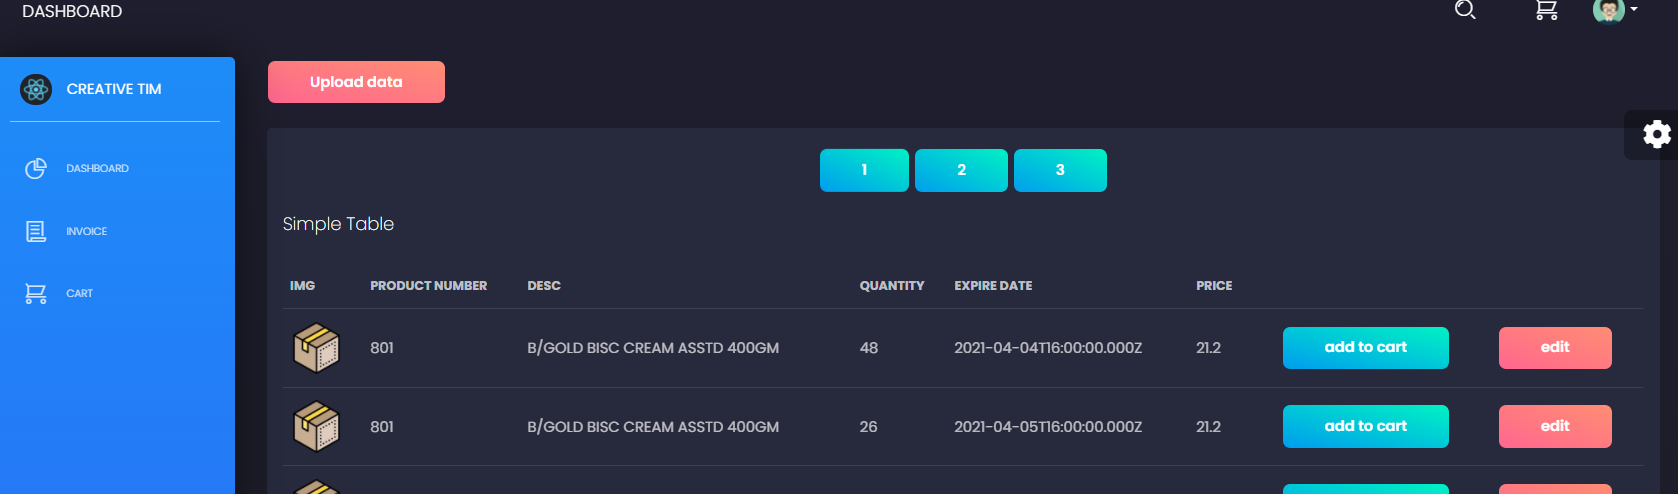 DASHBOARD
CREATIVE TIM
DASHBOARD
INVOICE
CART
Upload data
1 2 3
Simple Table
IMG PRODUCT NUMBER DESC QUANTITY EXPIRE DATE PRICE
801 B/GOLD BISC CREAM ASSTD 400GM 48 2021-04-04T16:00:00.000Z 21.2 add to cart edit
801 B/GOLD BISC CREAM ASSTD 400GM 26 2021-04-05T16:00:00.000Z 21.2 add to cart edit